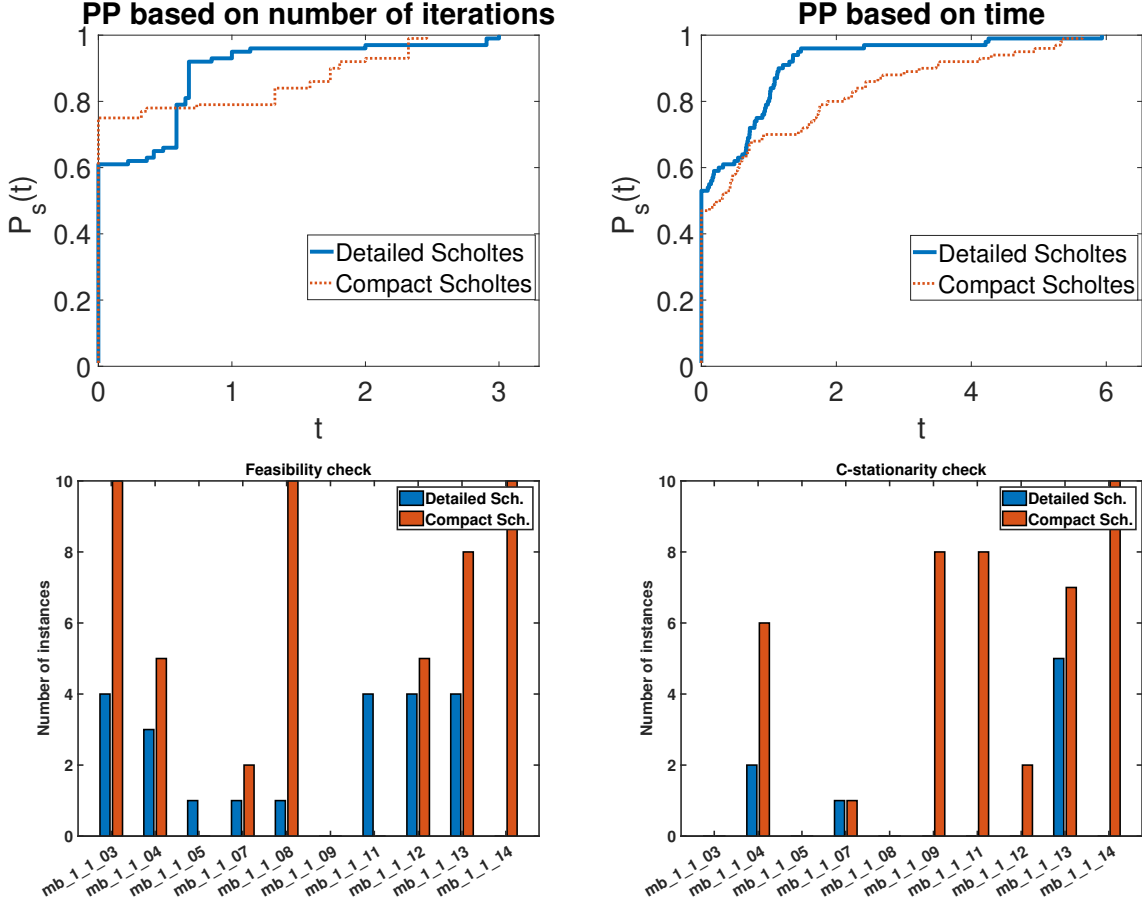 PP based on number of iterations
1
0.8
0.6
0.4
0.2
0
P_s(t)
0 1 2 3
t
Detailed Scholtes
Compact Scholtes
PP based on time
1
0.8
0.6
0.4
0.2
0
P_s(t)
0 2 4 6
t
Detailed Scholtes
Compact Scholtes
Feasibility check
10
8
6
4
2
0
Number of instances
Detailed Sch.
Compact Sch.
mb_1_1_03
mb_1_1_04
mb_1_1_05
mb_1_1_07
mb_1_1_08
mb_1_1_09
mb_1_1_11
mb_1_1_12
mb_1_1_13
mb_1_1_14
C-stationarity check
10
8
6
4
2
0
Number of instances
Detailed Sch.
Compact Sch.
mb_1_1_03
mb_1_1_04
mb_1_1_05
mb_1_1_07
mb_1_1_08
mb_1_1_09
mb_1_1_11
mb_1_1_12
mb_1_1_13
mb_1_1_14